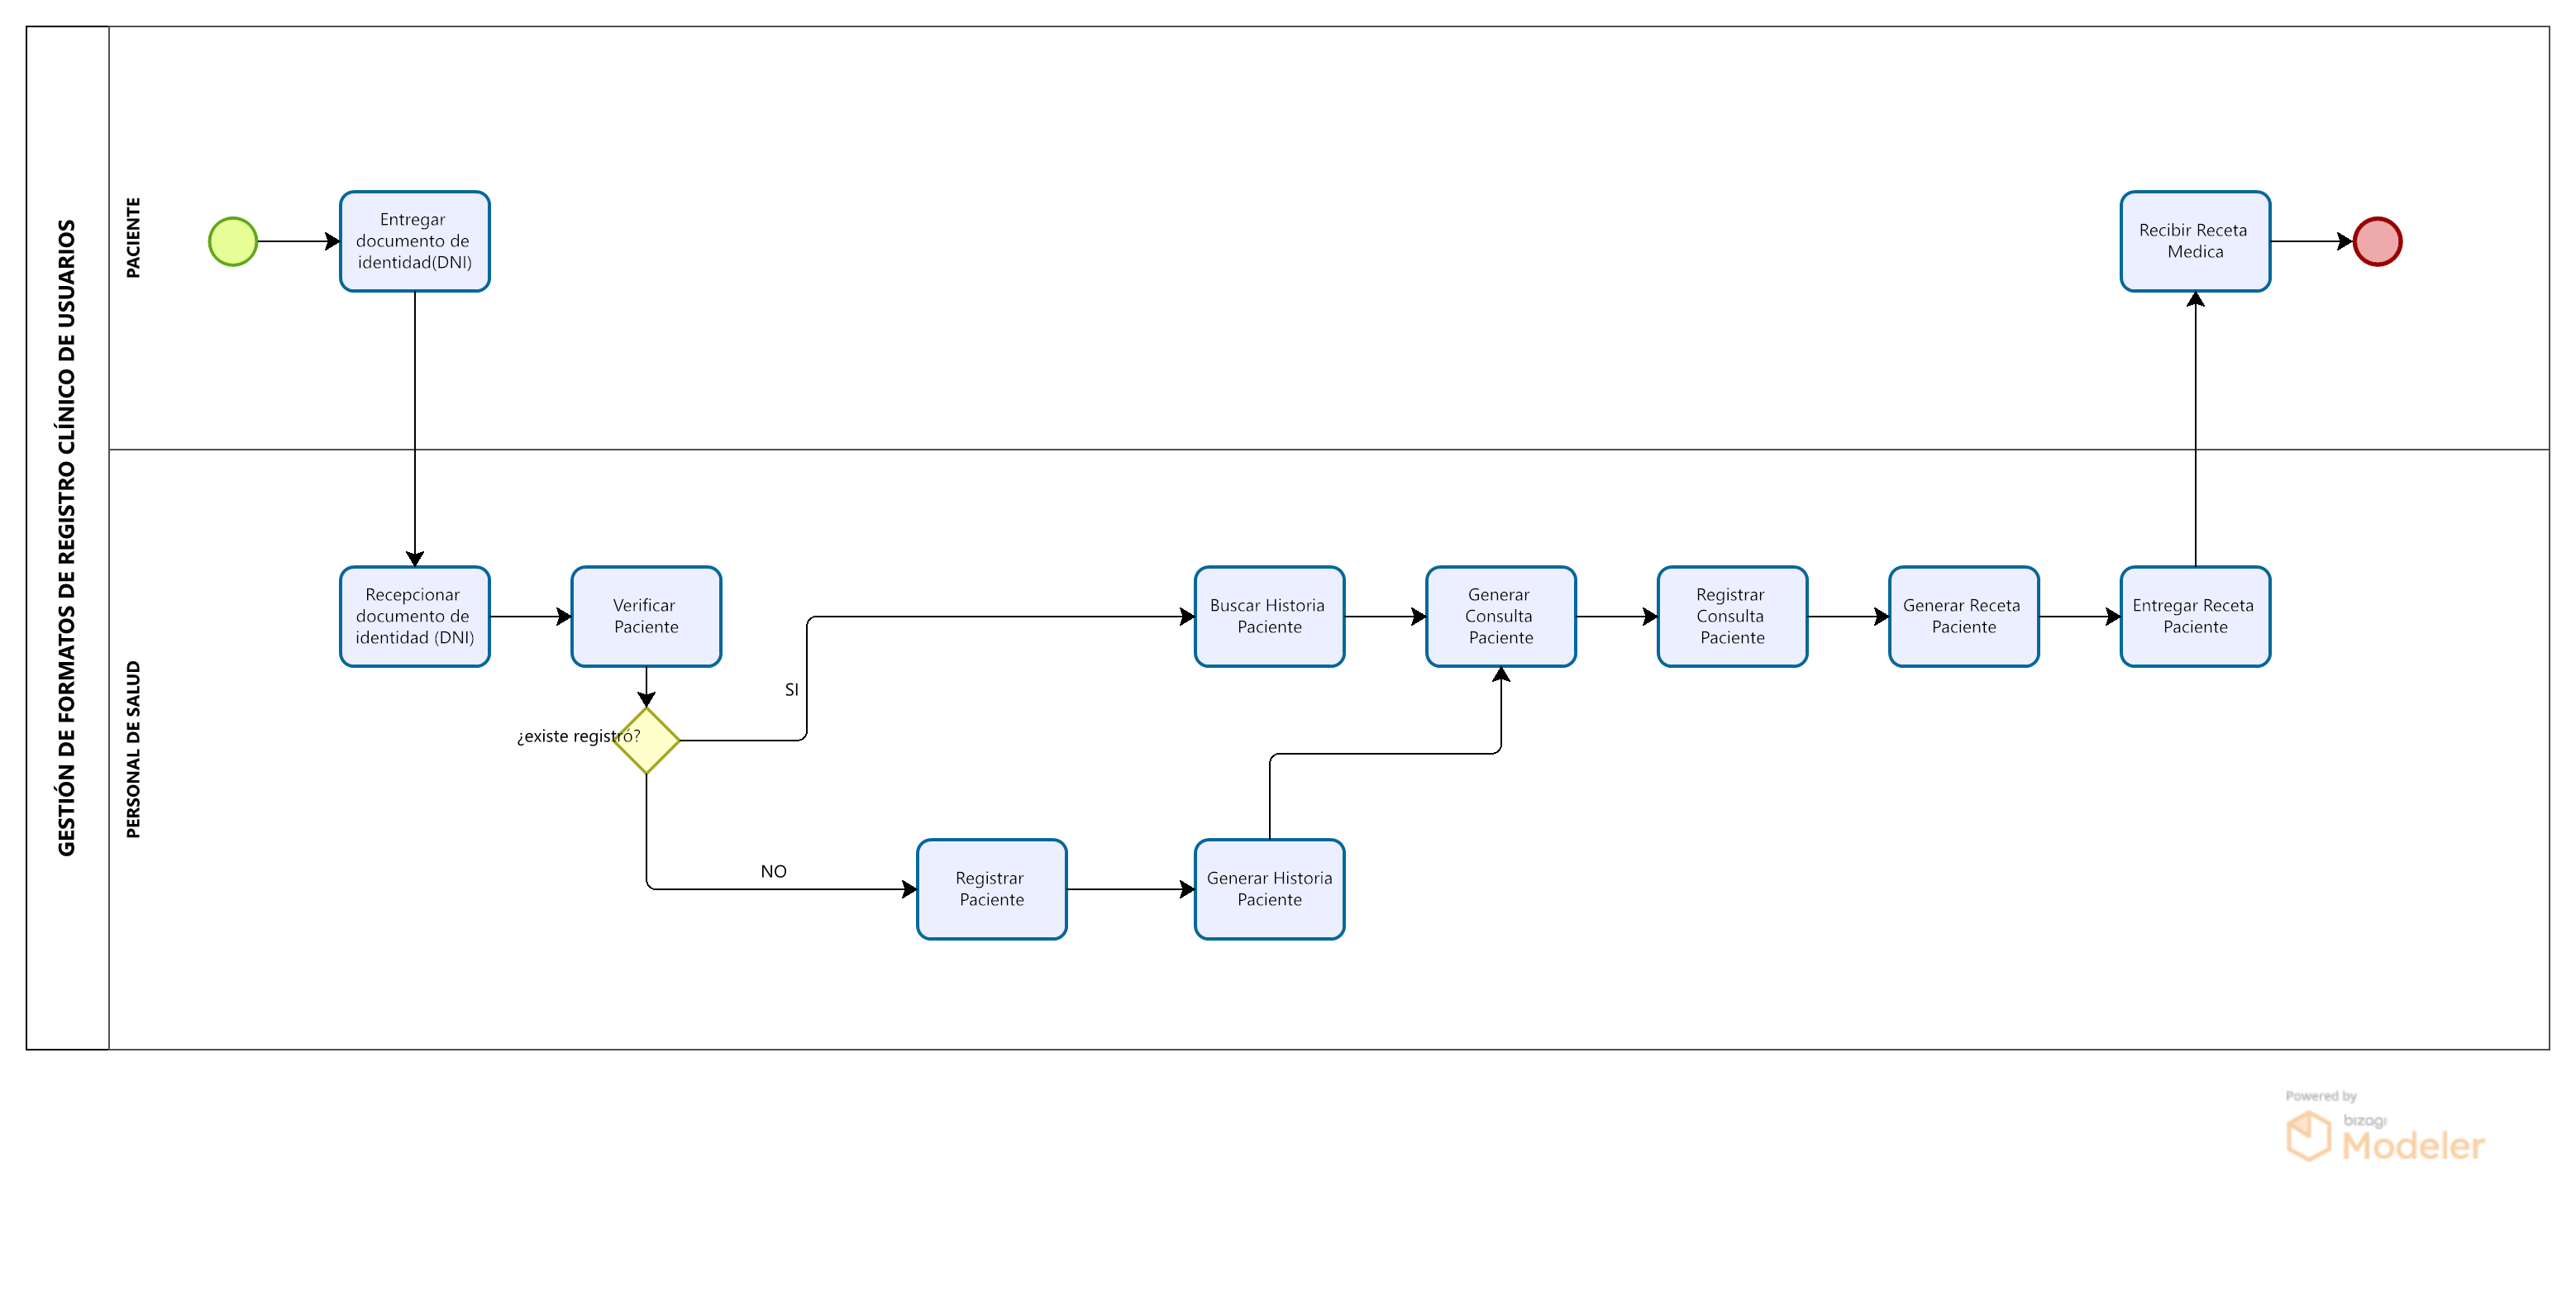 GESTIÓN DE FORMATOS DE REGISTRO CLÍNICO DE USUARIOS
PACIENTE
Entregar
documento de
identidad(DNI)
Recibir Receta
Medica
PERSONAL DE SALUD
Recepcionar
documento de
identidad (DNI)
Verificar
Paciente
¿existe registró?
SI
NO
Buscar Historia
Paciente
Generar
Consulta
Paciente
Registrar
Consulta
Paciente
Generar Receta
Paciente
Entregar Receta
Paciente
Registrar
Paciente
Generar Historia
Paciente
Powered by
bizagi
Modeler